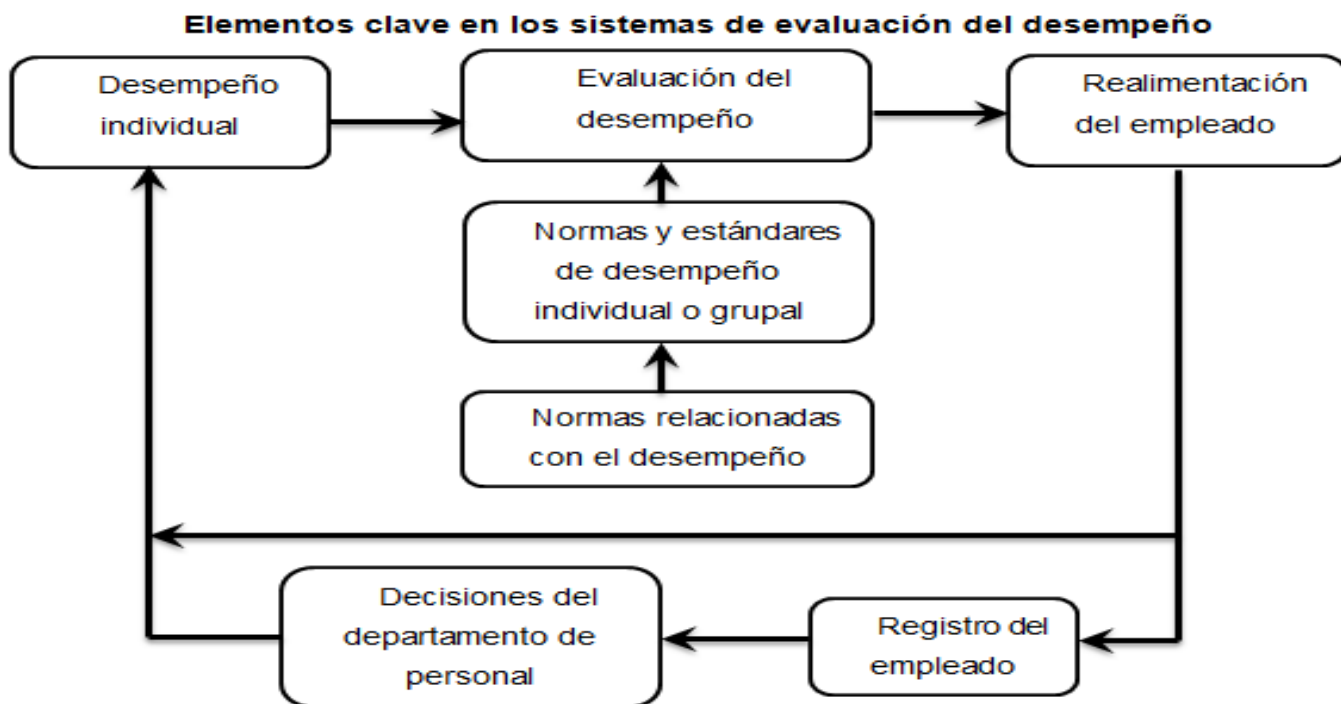 Elementos clave en los sistemas de evaluación del desempeño
Desempeño
individual
Evaluación del
desempeño
Realimentación
del empleado
Normas y estándares
de desempeño
individual o grupal
Normas relacionadas
con el desempeño
Decisiones del
departamento de
personal
Registro del
empleado